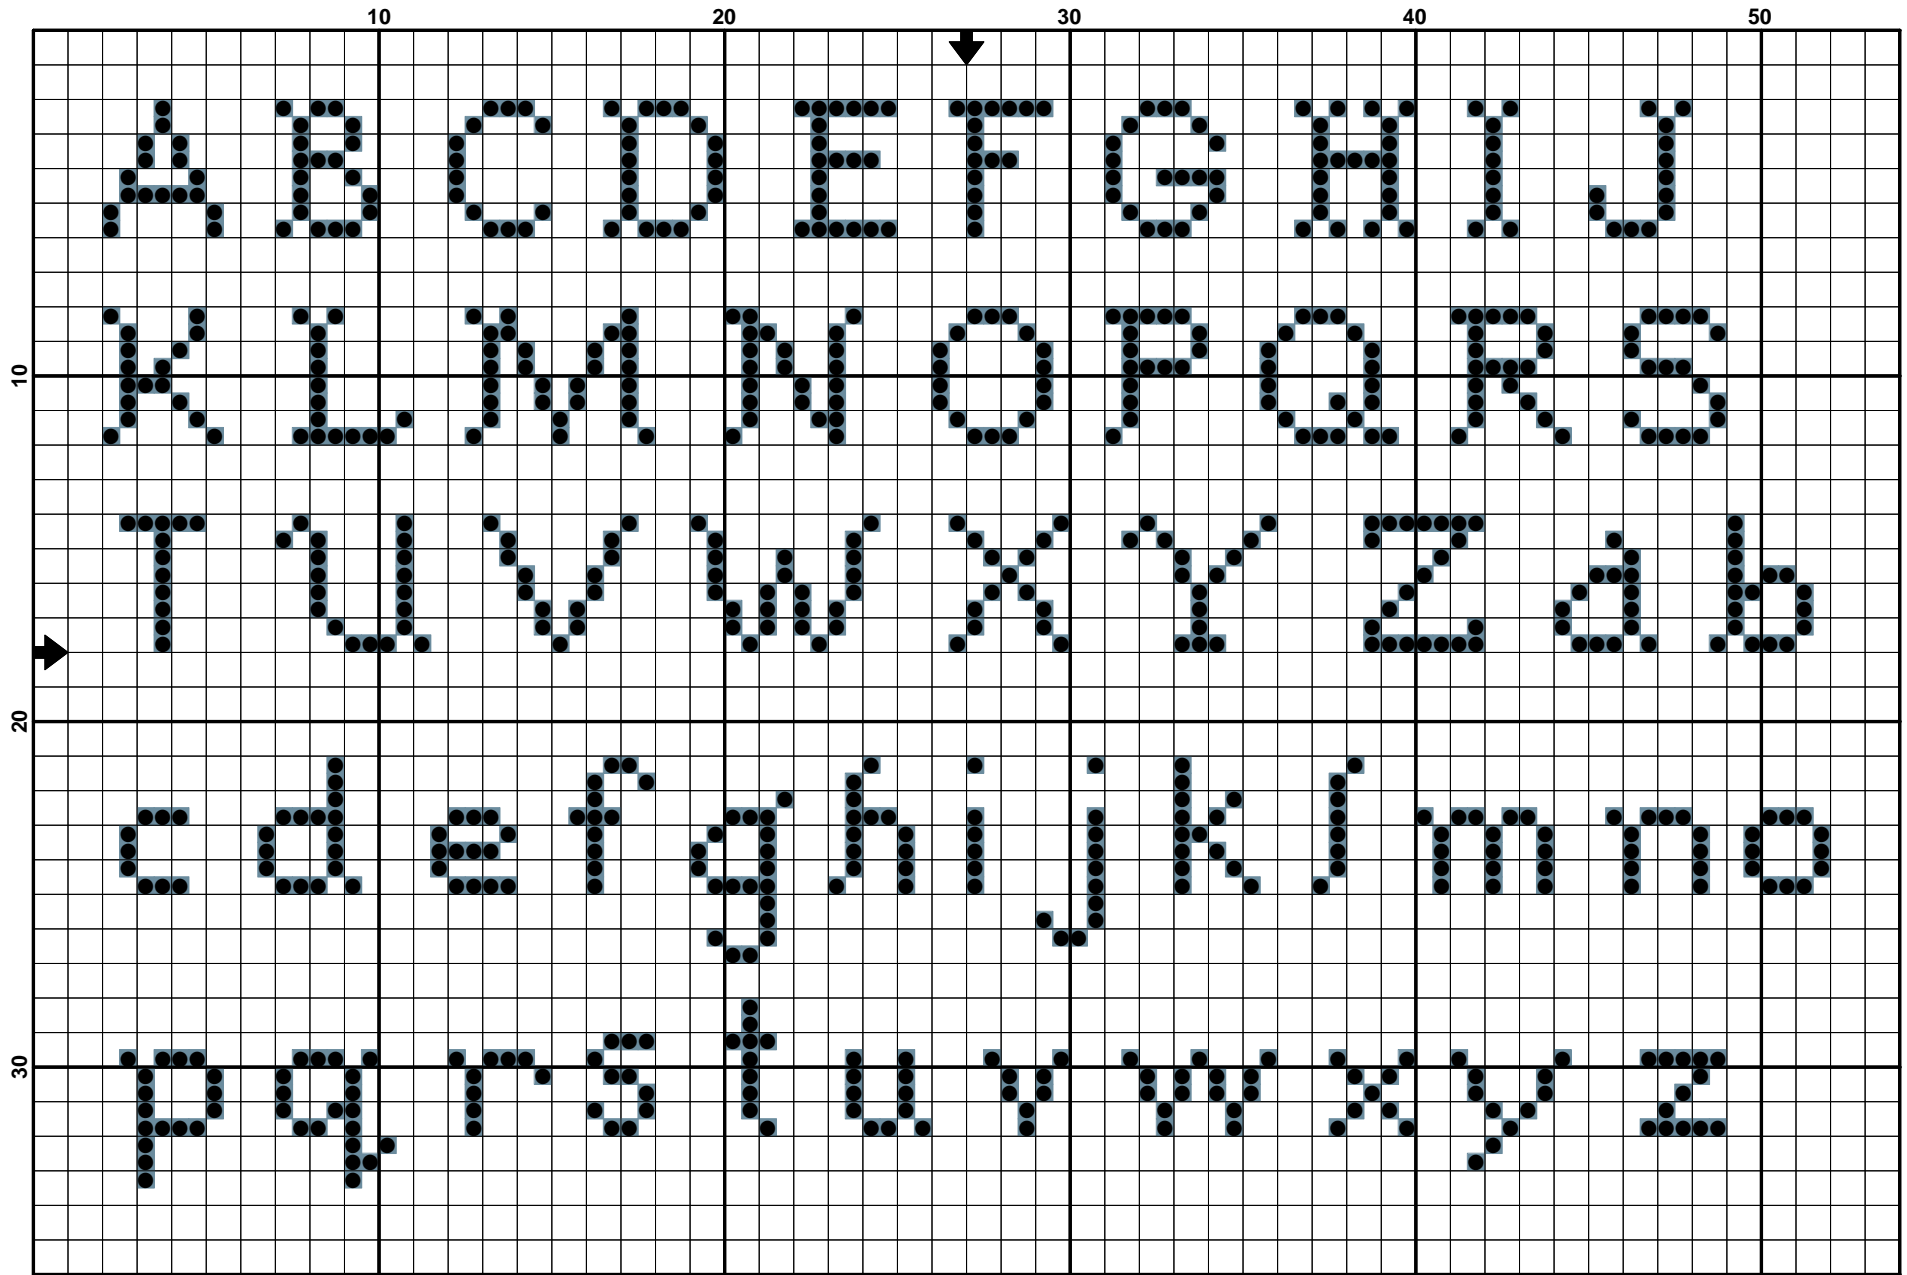 10 20 30 40 50
A B C D E F G H I J
10
K L M N O P Q R S
T U V W X Y Z a b
20
c d e f g h i j k l m n o
30
p q r s t u v w x y z